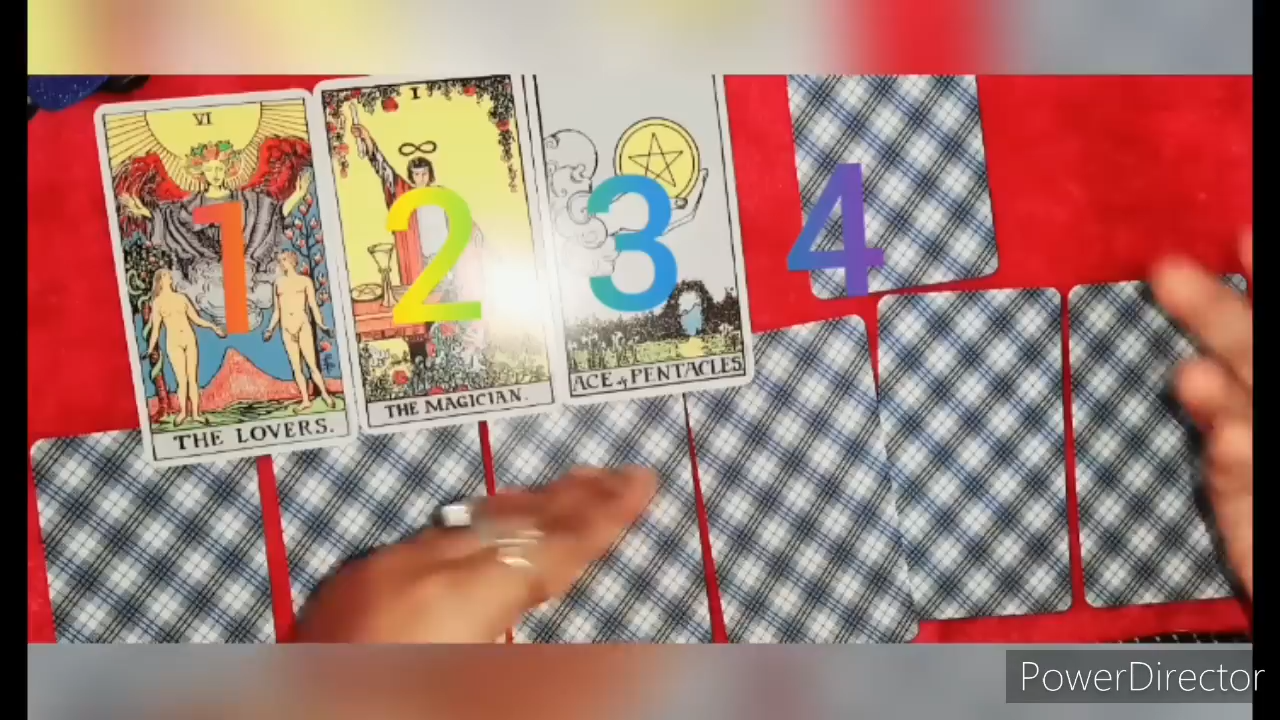 VI
I
1
2
3
4
THE LOVERS.
THE MAGICIAN.
ACE of PENTACLES
PowerDirector